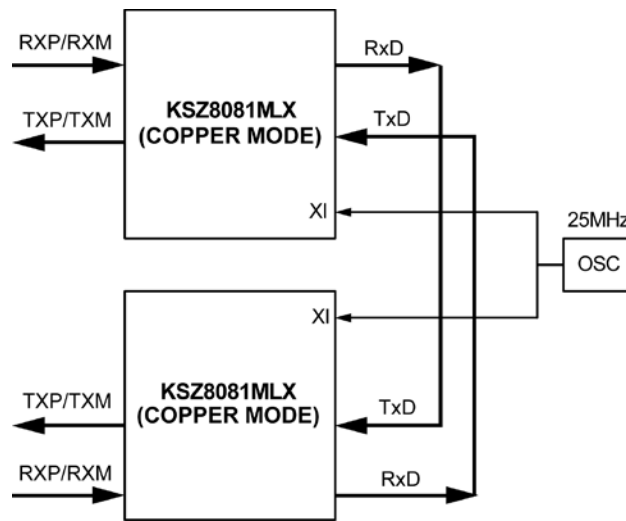 RXP/RXM
RxD
TXP/TXM
KSZ8081MLX
(COPPER MODE)
TxD
XI
25MHz
OSC
XI
KSZ8081MLX
(COPPER MODE)
TXP/TXM
TxD
RXP/RXM
RxD